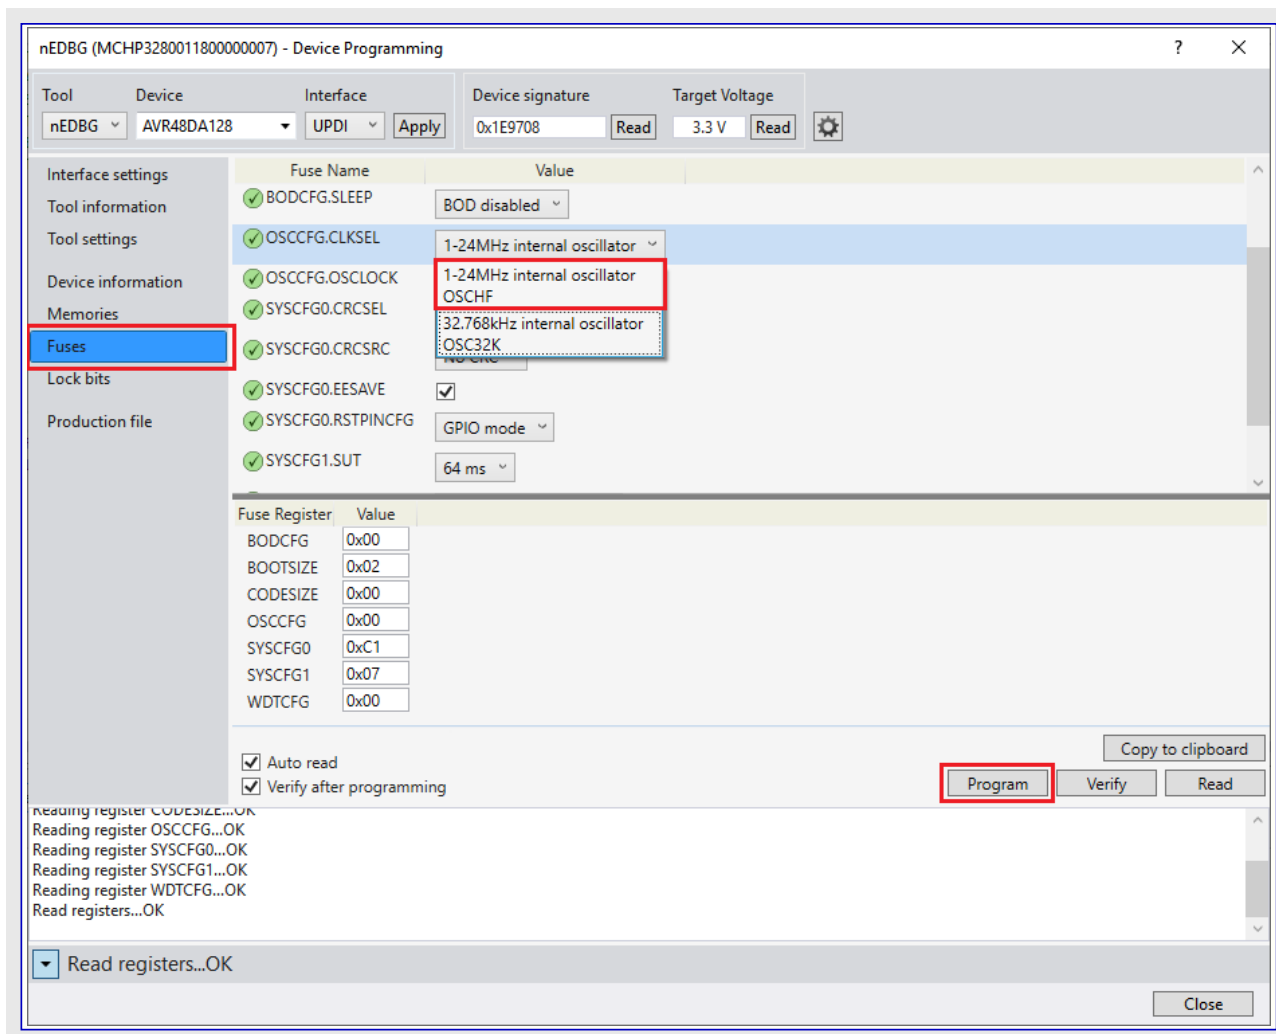 nEDBG (MCHP3280011800000007) - Device Programming
? ×
Tool Device Interface Device signature Target Voltage
nEDBG AVR48DA128 UPDI Apply 0x1E9708 Read 3.3 V Read
Interface settings
Tool information
Tool settings
Device information
Memories
Fuses
Lock bits
Production file
Fuse Name Value
BODCFG.SLEEP BOD disabled
OSCCFG.CLKSEL 1-24MHz internal oscillator
OSCCFG.OSCLOCK
1-24MHz internal oscillator
OSCHF
SYSCFG0.CRCSEL
32.768kHz internal oscillator
OSC32K
SYSCFG0.CRCSRC NO CRC
SYSCFG0.EESAVE
SYSCFG0.RSTPINCFG GPIO mode
SYSCFG1.SUT 64 ms
Fuse Register Value
BODCFG 0x00
BOOTSIZE 0x02
CODESIZE 0x00
OSCCFG 0x00
SYSCFG0 0xC1
SYSCFG1 0x07
WDTCFG 0x00
Auto read
Verify after programming
Copy to clipboard
Program Verify Read
Reading register CODESIZE...OK
Reading register OSCCFG...OK
Reading register SYSCFG0...OK
Reading register SYSCFG1...OK
Reading register WDTCFG...OK
Read registers...OK
Read registers...OK
Close